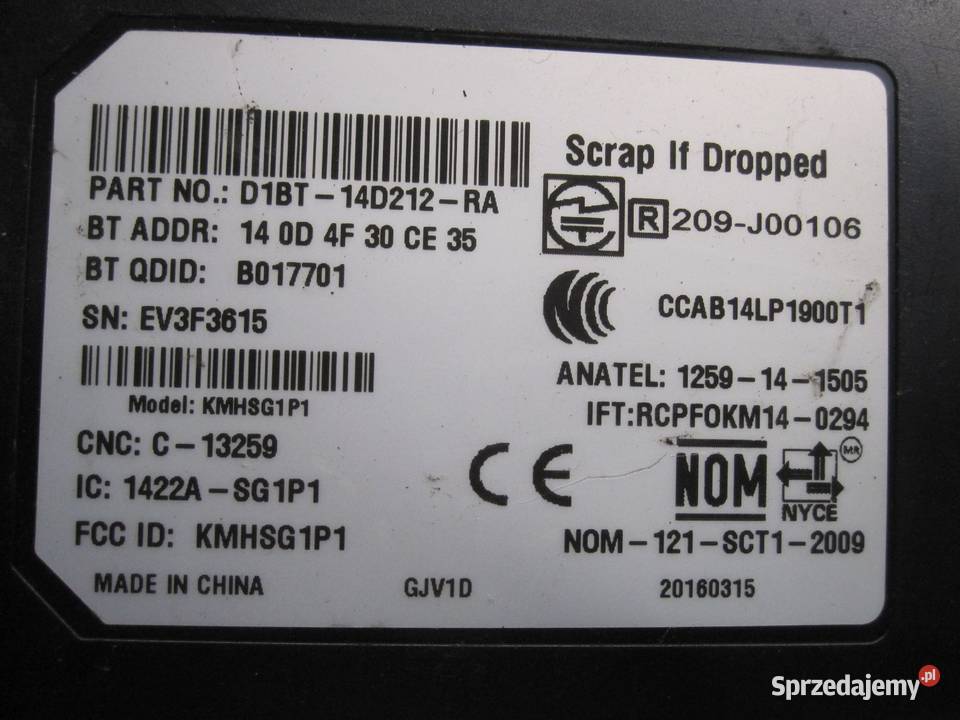 Scrap If Dropped
PART NO.: D1BT-14D212-RA
R 209-J00106
BT ADDR: 14 0D 4F 30 CE 35
BT QDID: B017701
CCAB14LP1900T1
SN: EV3F3615
ANATEL: 1259-14-1505
Model: KMHSG1P1
IFT:RCPFOKM14-0294
CNC: C-13259
CE
NOM
MR
NYCE
IC: 1422A-SG1P1
FCC ID: KMHSG1P1
NOM-121-SCT1-2009
MADE IN CHINA
GJV1D
20160315
Sprzedajemy.pl